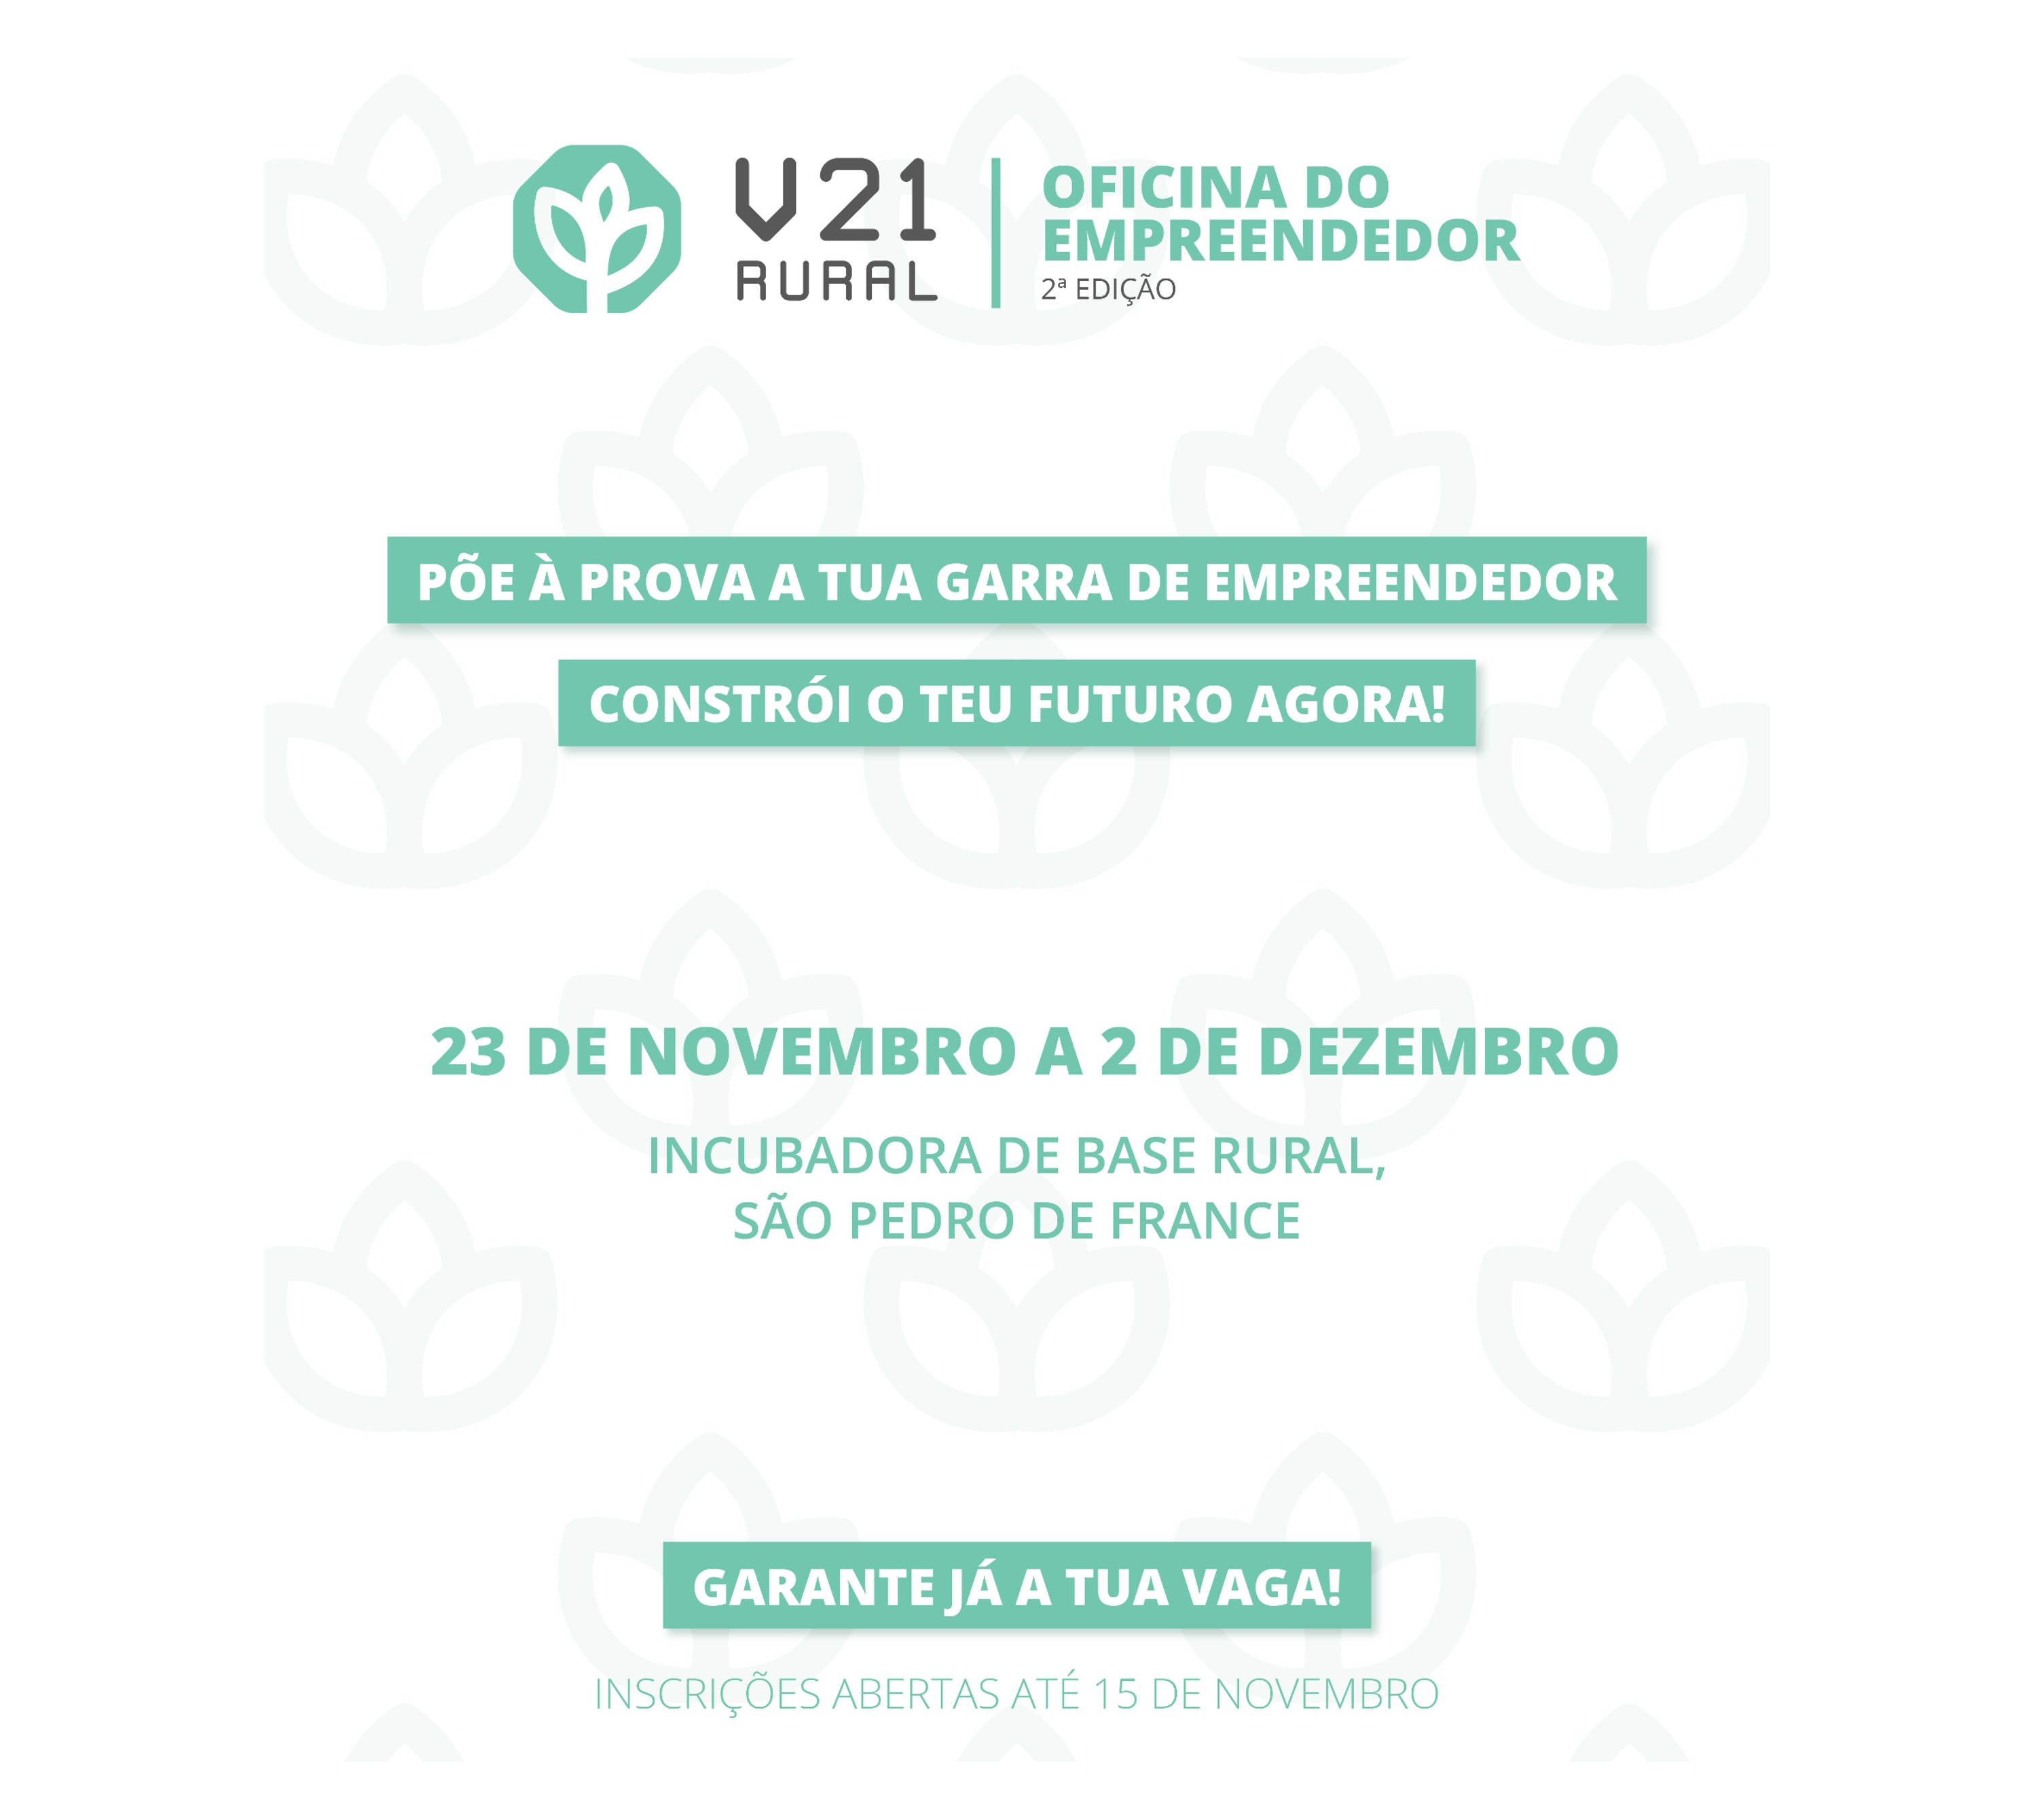 V21
RURAL
OFICINA DO
EMPREENDEDOR
2ª EDIÇÃO
PÕE À PROVA A TUA GARRA DE EMPREENDEDOR
CONSTRÓI O TEU FUTURO AGORA!
23 DE NOVEMBRO A 2 DE DEZEMBRO
INCUBADORA DE BASE RURAL,
SÃO PEDRO DE FRANCE
GARANTE JÁ A TUA VAGA!
INSCRIÇÕES ABERTAS ATÉ 15 DE NOVEMBRO